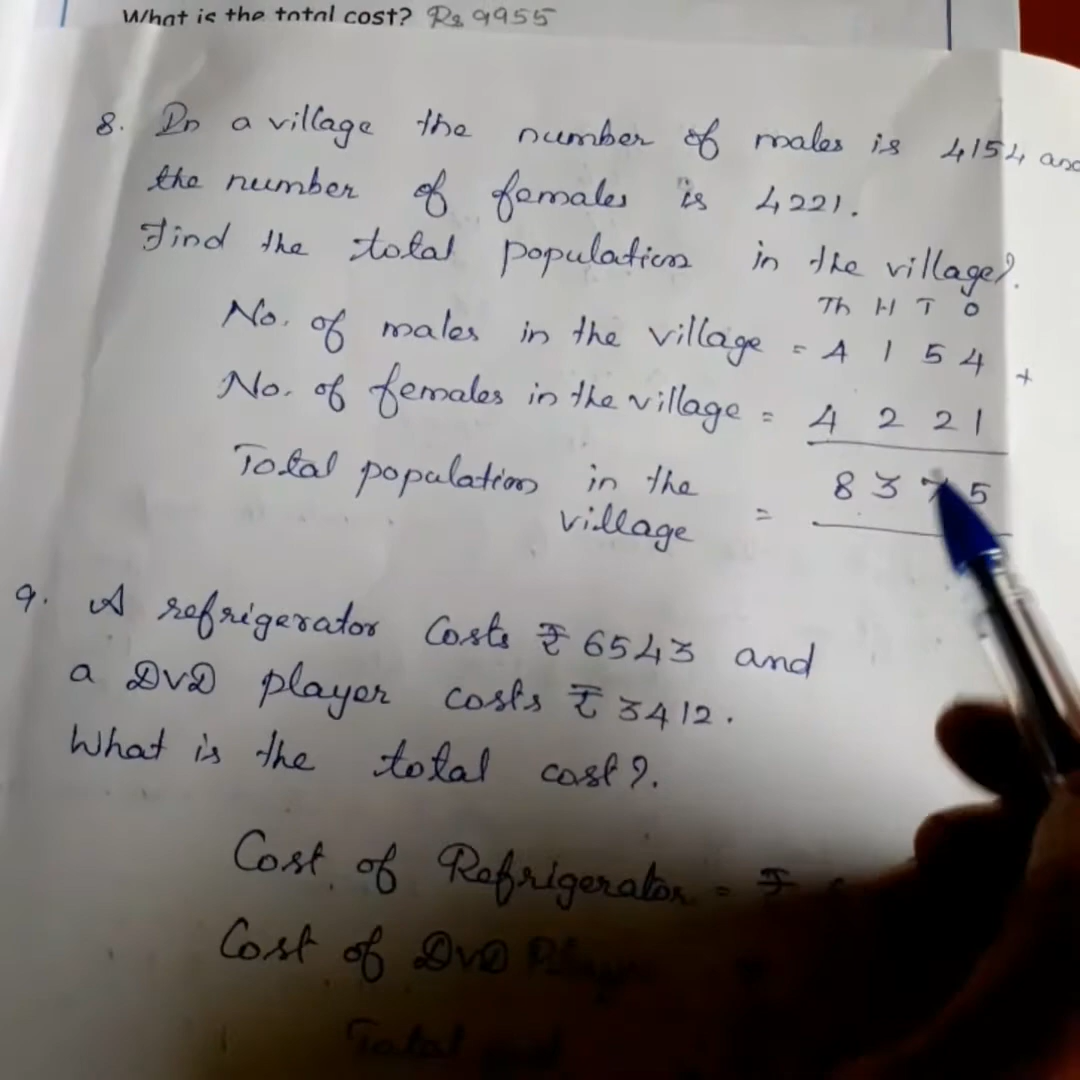 What is the total cost? Rs 9955
8. In a village the number of males is 4154 and
the number of females is 4221.
Find the total population in the village?.
Th H T O
No. of males in the village = 4 1 5 4 +
No. of females in the village = 4 2 2 1
Total population in the
village = 8 3 7 5
9. A refrigerator Costs ₹ 6543 and
a DVD player costs ₹ 3412.
What is the total cost?.
Cost of Refrigerator = ₹
Cost of DVD Player
Total